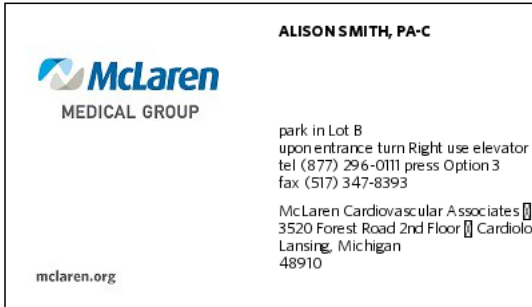 ALISON SMITH, PA-C
McLaren
MEDICAL GROUP
park in Lot B
upon entrance turn Right use elevator
tel (877) 296-0111 press Option 3
fax (517) 347-8393
McLaren Cardiovascular Associates
3520 Forest Road 2nd Floor
Lansing, Michigan
48910
mclaren.org